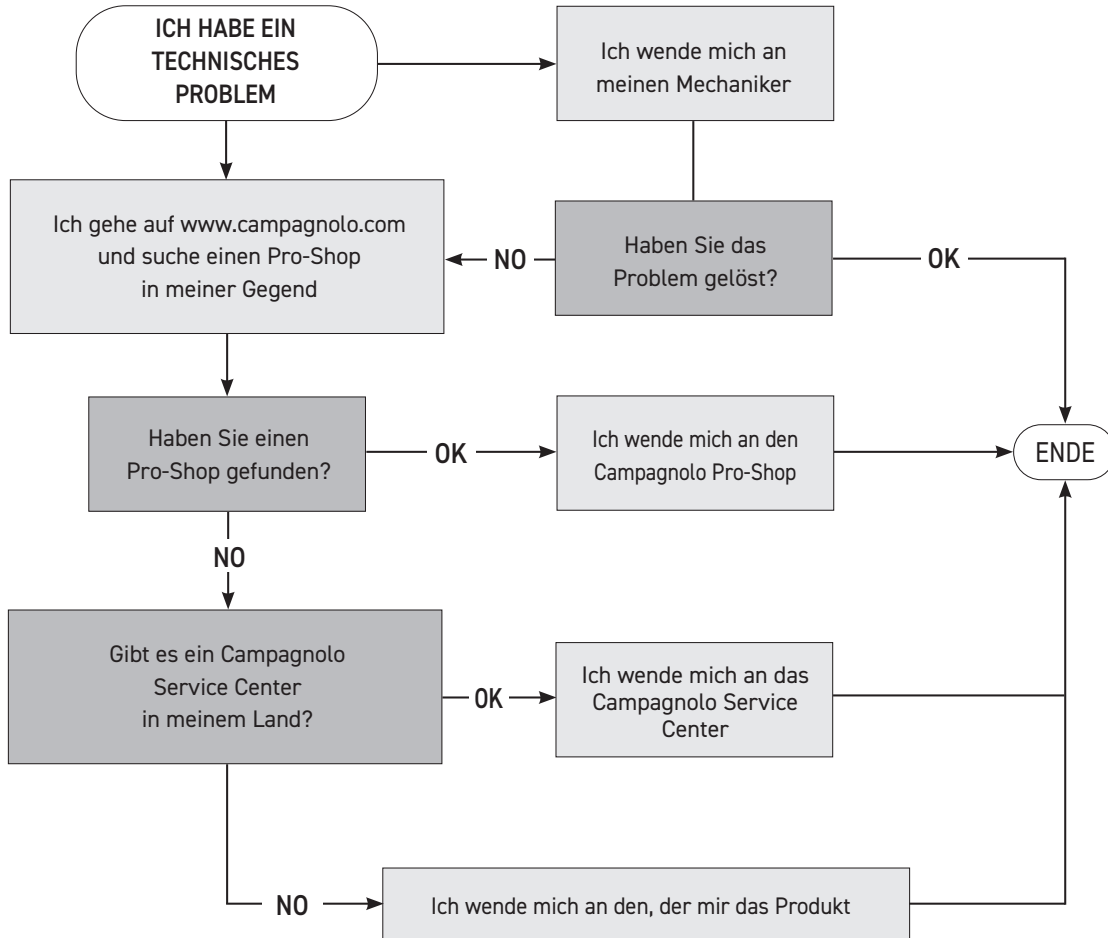 ICH HABE EIN
TECHNISCHES
PROBLEM
Ich wende mich an
meinen Mechaniker
Ich gehe auf www.campagnolo.com
und suche einen Pro-Shop
in meiner Gegend
NO
Haben Sie das
Problem gelöst?
OK
Haben Sie einen
Pro-Shop gefunden?
OK
Ich wende mich an den
Campagnolo Pro-Shop
ENDE
NO
Gibt es ein Campagnolo
Service Center
in meinem Land?
OK
Ich wende mich an das
Campagnolo Service
Center
NO
Ich wende mich an den, der mir das Produkt